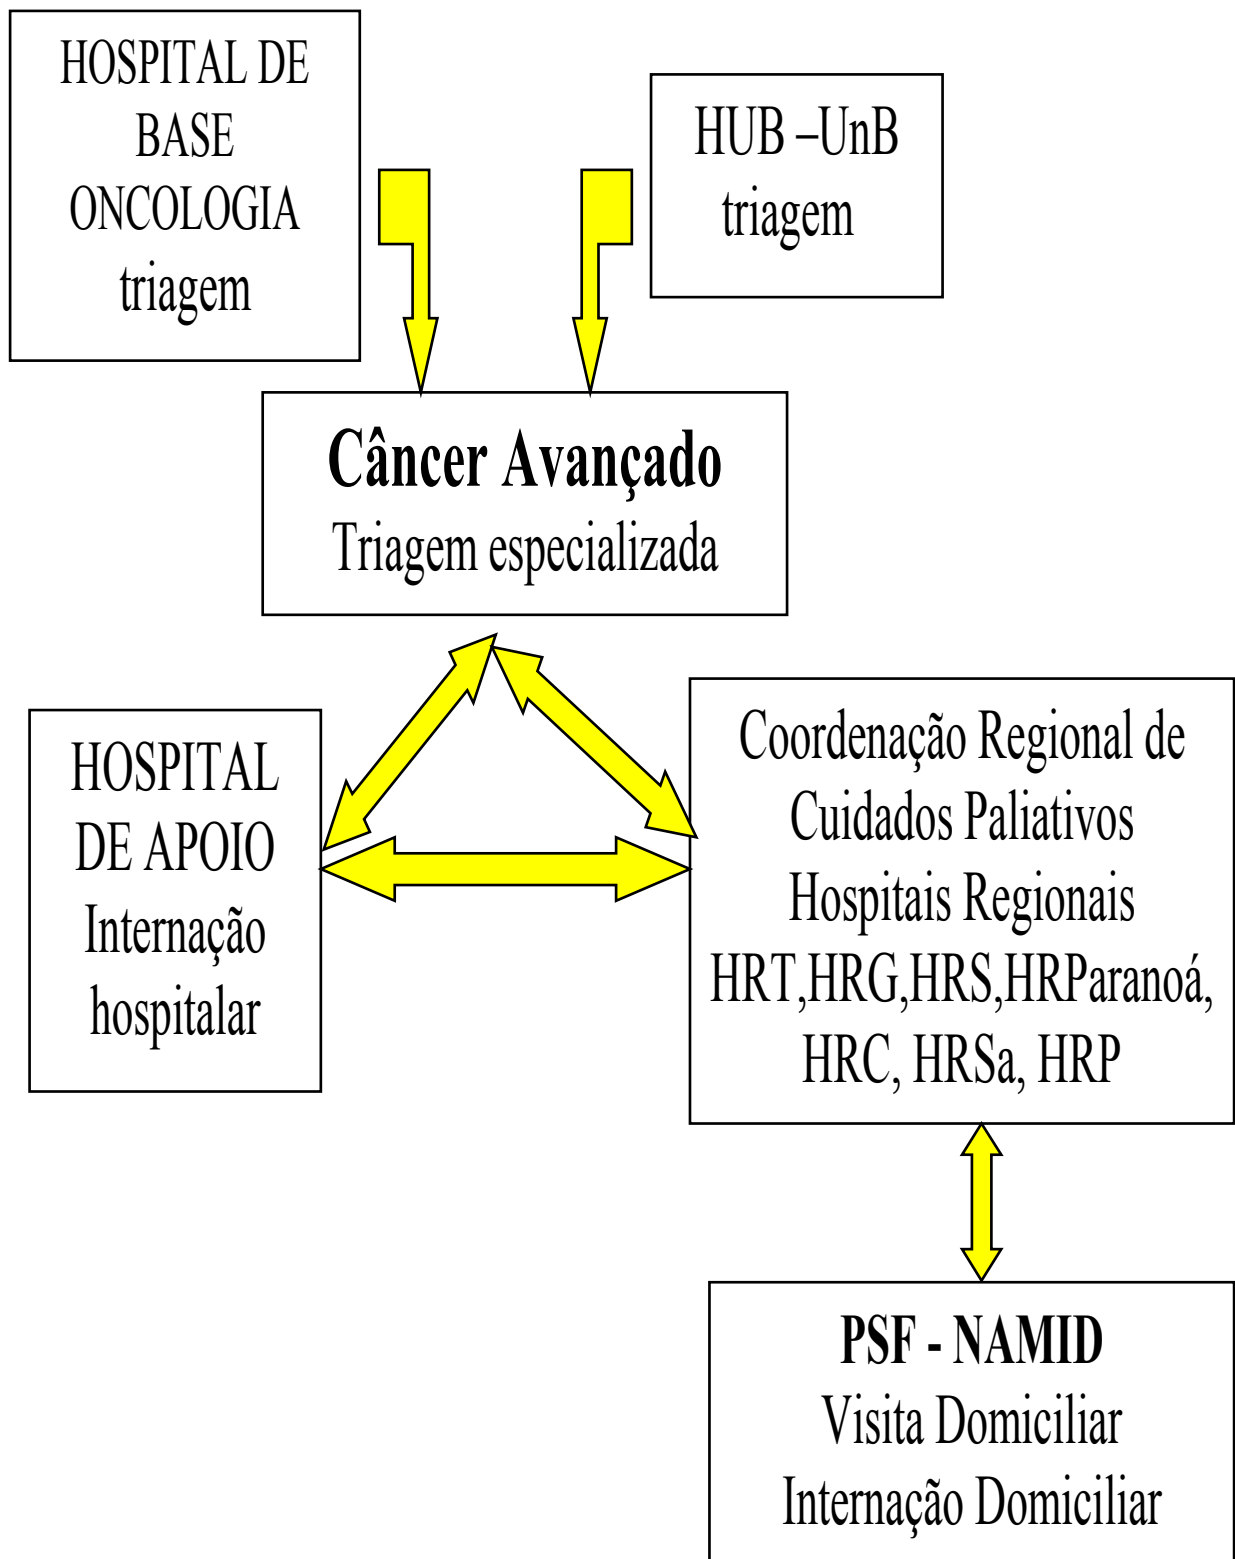 HOSPITAL DE
BASE
ONCOLOGIA
triagem
HUB –UnB
triagem
Câncer Avançado
Triagem especializada
HOSPITAL
DE APOIO
Internação
hospitalar
Coordenação Regional de
Cuidados Paliativos
Hospitais Regionais
HRT,HRG,HRS,HRParanoá,
HRC, HRSa, HRP
PSF - NAMID
Visita Domiciliar
Internação Domiciliar